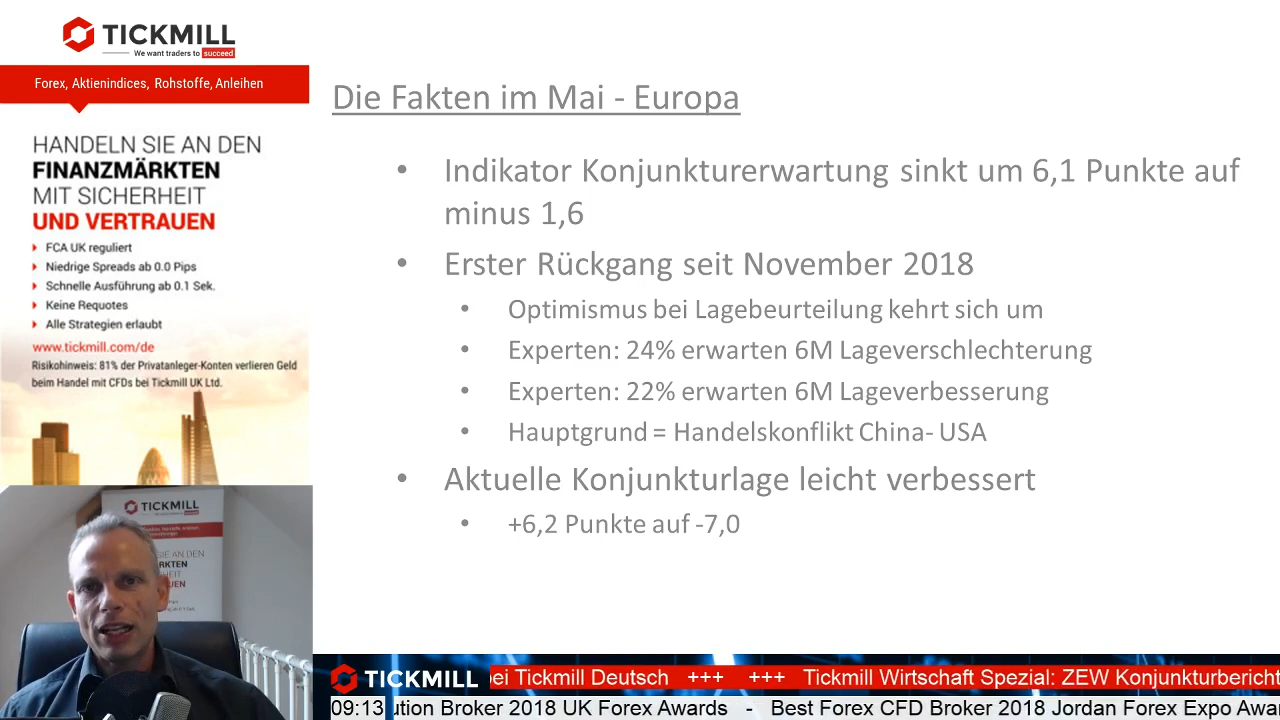 TICKMILL
We want traders to succeed
Forex, Aktienindices, Rohstoffe, Anleihen
HANDELN SIE AN DEN
FINANZMÄRKTEN
MIT SICHERHEIT
UND VERTRAUEN
FCA UK reguliert
Niedrige Spreads ab 0.0 Pips
Schnelle Ausführung ab 0.1 Sek.
Keine Requotes
Alle Strategien erlaubt
www.tickmill.com/de
Risikohinweis: 81% der Privatanleger-Konten verlieren Geld
beim Handel mit CFDs bei Tickmill UK Ltd.
Die Fakten im Mai - Europa
• Indikator Konjunkturerwartung sinkt um 6,1 Punkte auf
minus 1,6
• Erster Rückgang seit November 2018
• Optimismus bei Lagebeurteilung kehrt sich um
• Experten: 24% erwarten 6M Lageverschlechterung
• Experten: 22% erwarten 6M Lageverbesserung
• Hauptgrund = Handelskonflikt China- USA
• Aktuelle Konjunkturlage leicht verbessert
• +6,2 Punkte auf -7,0
TICKMILL
SIE AN DEN
RKTEN
HEIT
UEN
TICKMILL
ei Tickmill Deutsch +++ +++ Tickmill Wirtschaft Spezial: ZEW Konjunkturbericht
09:13 ution Broker 2018 UK Forex Awards - Best Forex CFD Broker 2018 Jordan Forex Expo Awa